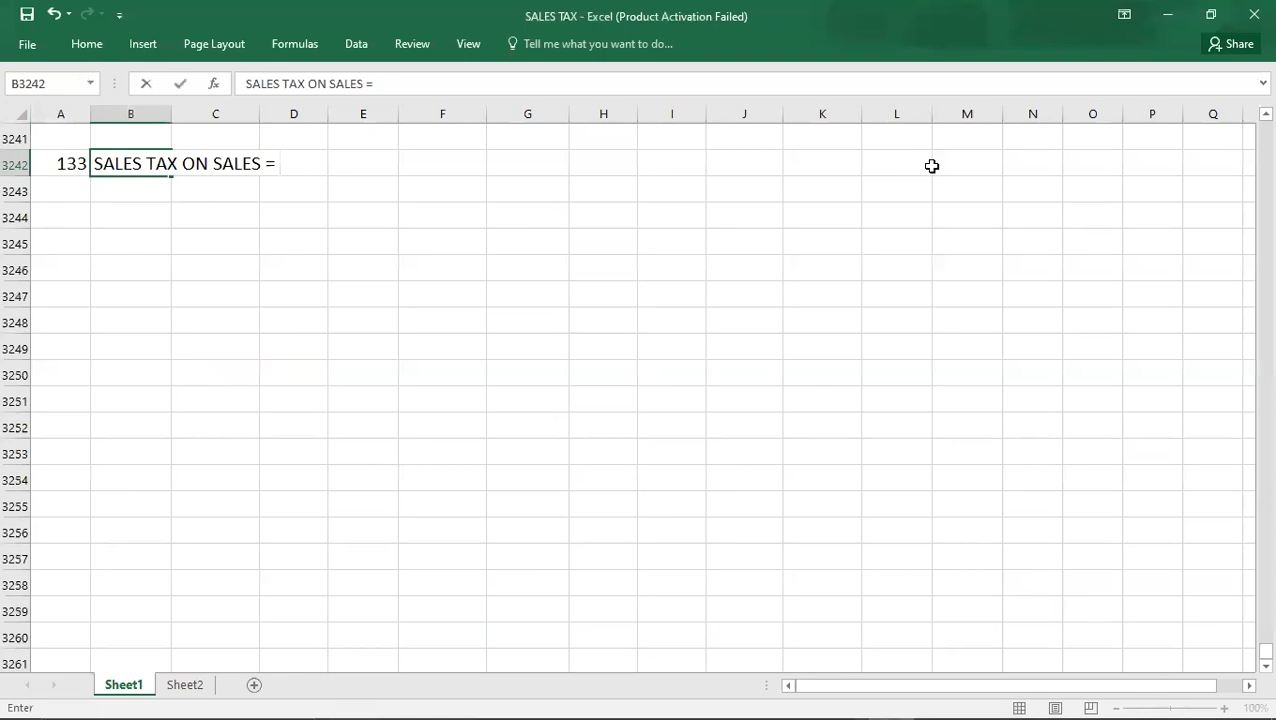 SALES TAX - Excel (Product Activation Failed)
File Home Insert Page Layout Formulas Data Review View Tell me what you want to do... Share
B3242 fx SALES TAX ON SALES =
A B C D E F G H I J K L M N O P Q
3241
3242 133 SALES TAX ON SALES =
3243
3244
3245
3246
3247
3248
3249
3250
3251
3252
3253
3254
3255
3256
3257
3258
3259
3260
3261
Sheet1 Sheet2
Enter 100%